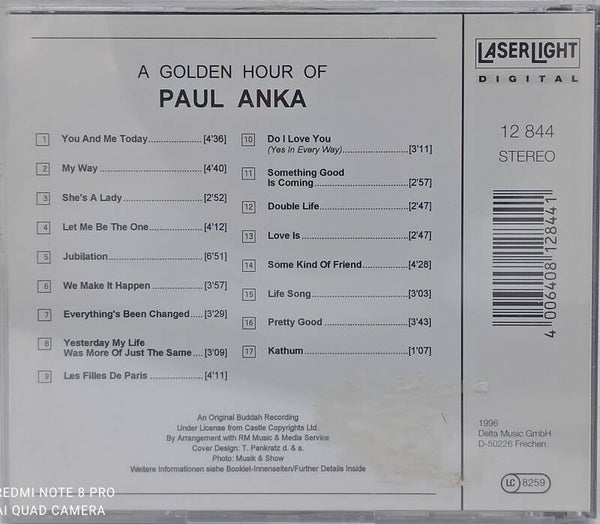 A GOLDEN HOUR OF
PAUL ANKA
1 You And Me Today.....................[4'36]
2 My Way.................................[4'40]
3 She's A Lady............................[2'52]
4 Let Me Be The One...................[4'12]
5 Jubilation................................[6'51]
6 We Make It Happen.................[3'57]
7 Everything's Been Changed....[3'29]
8 Yesterday My Life
Was More Of Just The Same....[3'09]
9 Les Filles De Paris ..................[4'11]
10 Do I Love You
(Yes In Every Way)....................[3'11]
11 Something Good
Is Coming............................[2'57]
12 Double Life...........................[2'47]
13 Love Is..................................[2'47]
14 Some Kind Of Friend..............[4'28]
15 Life Song...............................[3'03]
16 Pretty Good..........................[3'43]
17 Kathum................................[1'07]
An Original Buddah Recording
Under License from Castle Copyrights Ltd.
By Arrangement with RM Music & Media Service
Cover Design: T. Pankratz d. & a.
Photo: Musik & Show
Weitere Informationen siehe Booklet-Innenseiten/Further Details Inside
LASERLIGHT
DIGITAL
12 844
STEREO
4 006408 128441
1996
Delta Music GmbH
D-50226 Frechen
LC 8259
REDMI NOTE 8 PRO
AI QUAD CAMERA